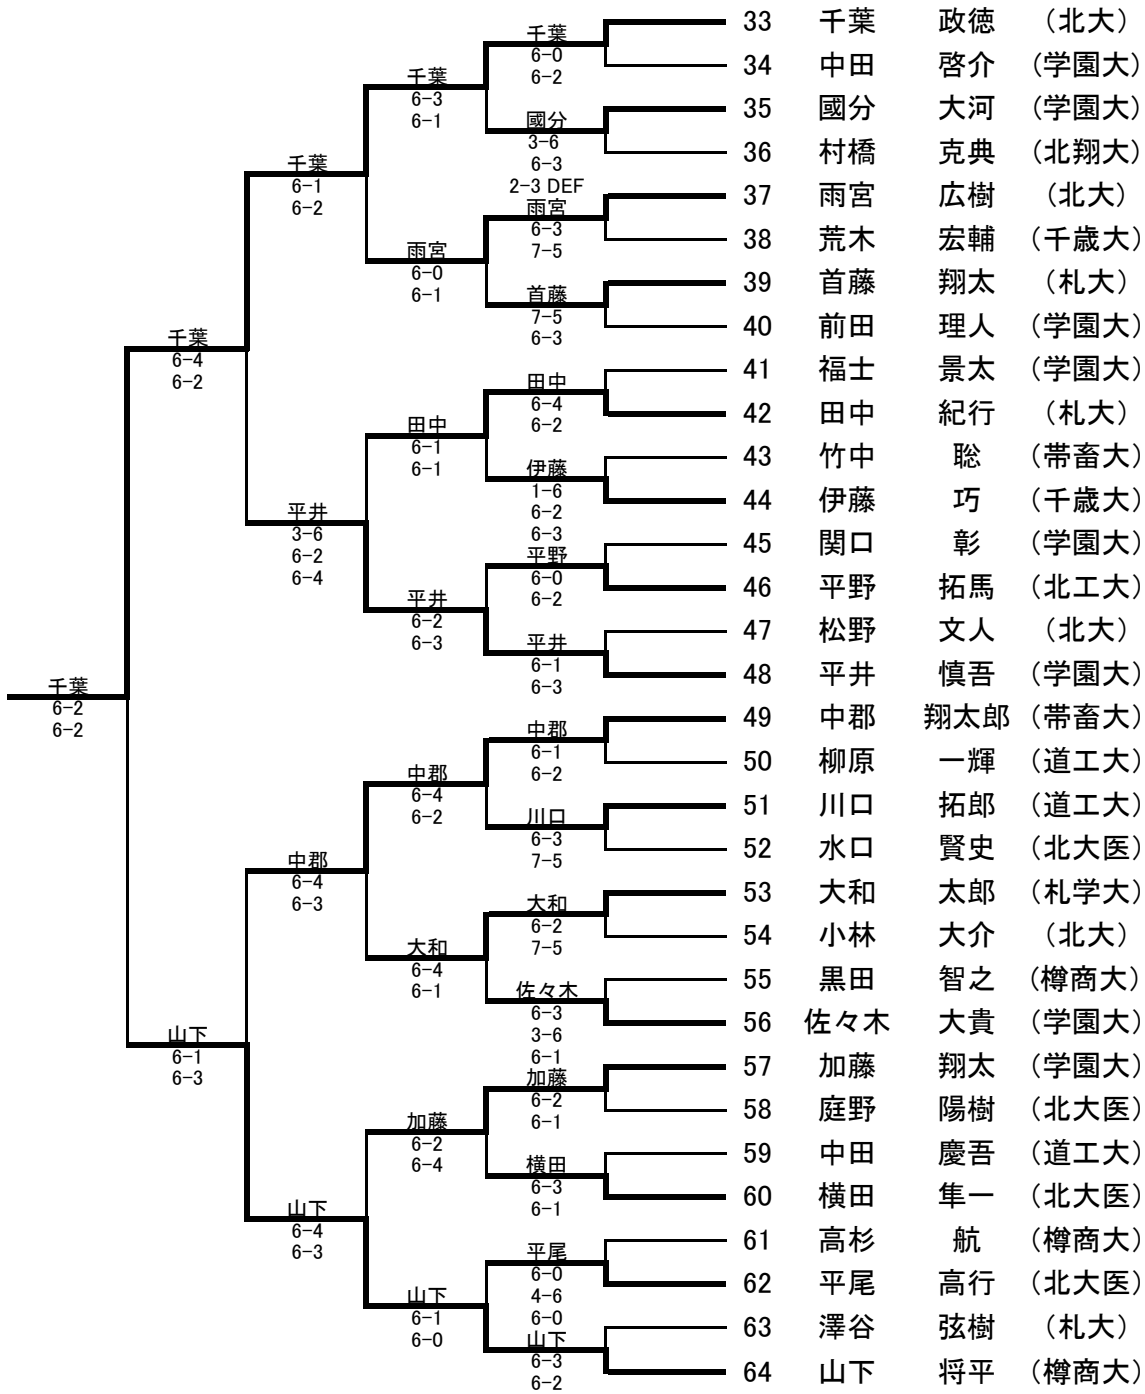 33 千葉 政徳 (北大)
34 中田 啓介 (学園大)
35 國分 大河 (学園大)
36 村橋 克典 (北翔大)
37 雨宮 広樹 (北大)
38 荒木 宏輔 (千歳大)
39 首藤 翔太 (札大)
40 前田 理人 (学園大)
41 福士 景太 (学園大)
42 田中 紀行 (札大)
43 竹中 聡 (帯畜大)
44 伊藤 巧 (千歳大)
45 関口 彰 (学園大)
46 平野 拓馬 (北工大)
47 松野 文人 (北大)
48 平井 慎吾 (学園大)
49 中郡 翔太郎 (帯畜大)
50 柳原 一輝 (道工大)
51 川口 拓郎 (道工大)
52 水口 賢史 (北大医)
53 大和 太郎 (札学大)
54 小林 大介 (北大)
55 黒田 智之 (樽商大)
56 佐々木 大貴 (学園大)
57 加藤 翔太 (学園大)
58 庭野 陽樹 (北大医)
59 中田 慶吾 (道工大)
60 横田 隼一 (北大医)
61 高杉 航 (樽商大)
62 平尾 高行 (北大医)
63 澤谷 弦樹 (札大)
64 山下 将平 (樽商大)
千葉
6-0
6-2
國分
3-6
6-3
2-3 DEF
雨宮
6-3
7-5
首藤
7-5
6-3
田中
6-4
6-2
伊藤
1-6
6-2
6-3
平野
6-0
6-2
平井
6-1
6-3
中郡
6-1
6-2
川口
6-3
7-5
大和
6-2
7-5
佐々木
6-3
3-6
6-1
加藤
6-2
6-1
横田
6-3
6-1
平尾
6-0
4-6
6-0
山下
6-3
6-2
千葉
6-3
6-1
雨宮
6-0
6-1
田中
6-1
6-1
平井
6-2
6-3
中郡
6-4
6-2
大和
6-4
6-1
加藤
6-2
6-4
山下
6-1
6-0
千葉
6-1
6-2
平井
3-6
6-2
6-4
中郡
6-4
6-3
山下
6-4
6-3
千葉
6-4
6-2
山下
6-1
6-3
千葉
6-2
6-2